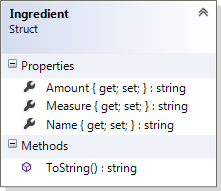 Ingredient
Struct
Properties
Amount { get; set; } : string
Measure { get; set; } : string
Name { get; set; } : string
Methods
ToString() : string